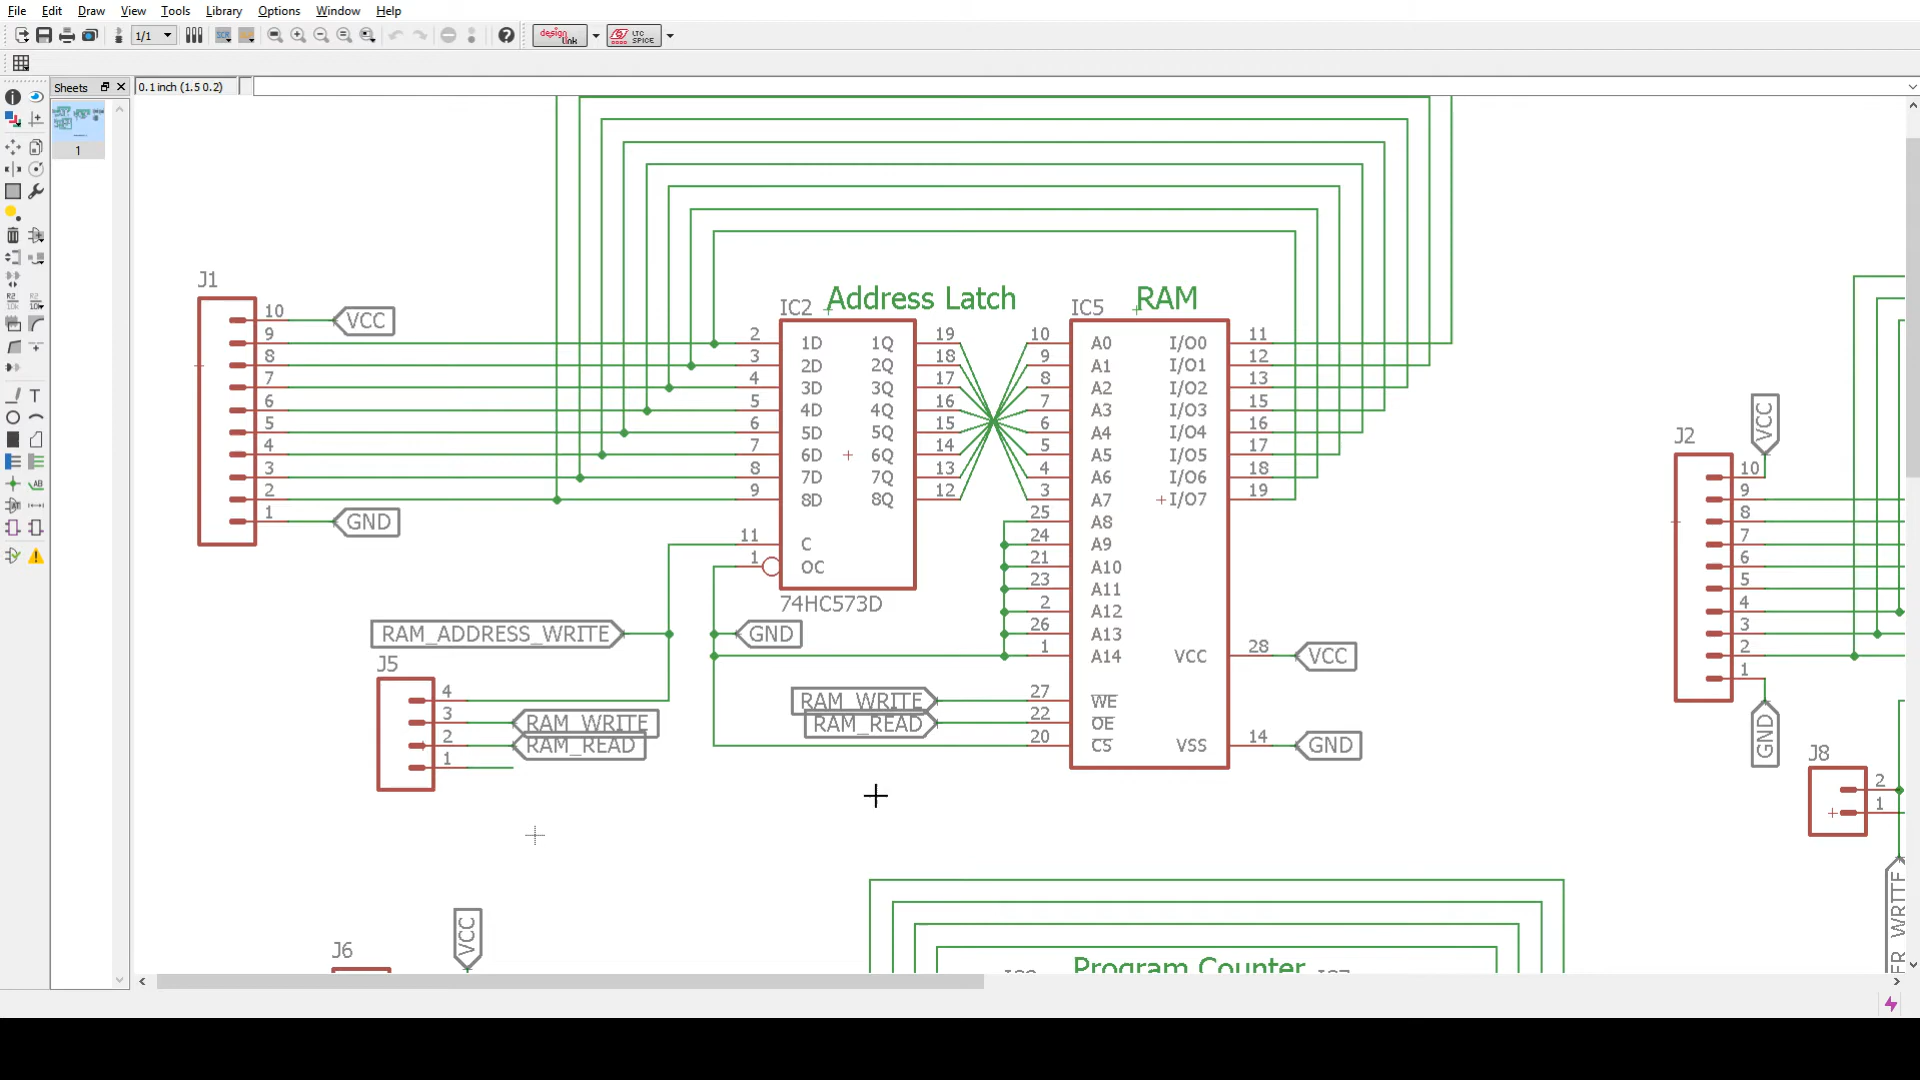 File Edit Draw View Tools Library Options Window Help
1/1 SCR design link LTC SPICE
Sheets 0.1 inch (1.5 0.2)
1
J1
10 VCC
9
8
7
6
5
4
3
2
1 GND
IC2 Address Latch
2 1D 1Q 19
3 2D 2Q 18
4 3D 3Q 17
5 4D 4Q 16
6 5D 5Q 15
7 6D 6Q 14
8 7D 7Q 13
9 8D 8Q 12
11 C
1 OC
74HC573D
IC5 RAM
10 A0 I/O0 11
9 A1 I/O1 12
8 A2 I/O2 13
7 A3 I/O3 15
6 A4 I/O4 16
5 A5 I/O5 17
4 A6 I/O6 18
3 A7 I/O7 19
25 A8
24 A9
21 A10
23 A11
2 A12
26 A13
1 A14 VCC 28 VCC
RAM_WRITE 27 WE
RAM_READ 22 OE
20 CS VSS 14 GND
RAM_ADDRESS_WRITE GND
J5
4
3 RAM_WRITE
2 RAM_READ
1
J2 VCC
10
9
8
7
6
5
4
3
2
1
GND
J8
2
1
J6 VCC
Program Counter